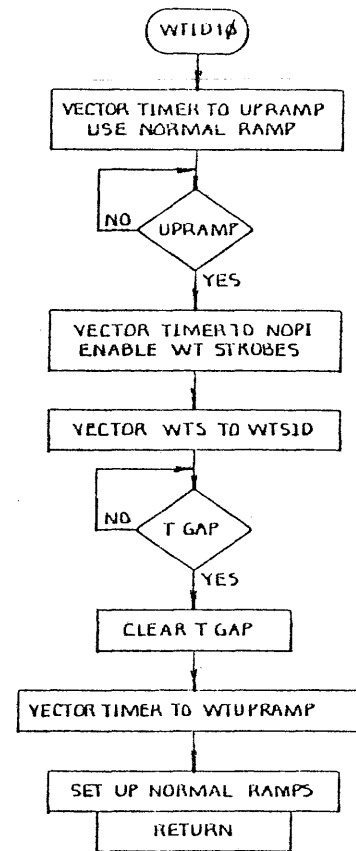 WTID1Ø
VECTOR TIMER TO UPRAMP
USE NORMAL RAMP
NO
UPRAMP
YES
VECTOR TIMER TO NOPI
ENABLE WT STROBES
VECTOR WTS TO WTSID
NO
T GAP
YES
CLEAR T GAP
VECTOR TIMER TO WTUPRAMP
SET UP NORMAL RAMPS
RETURN